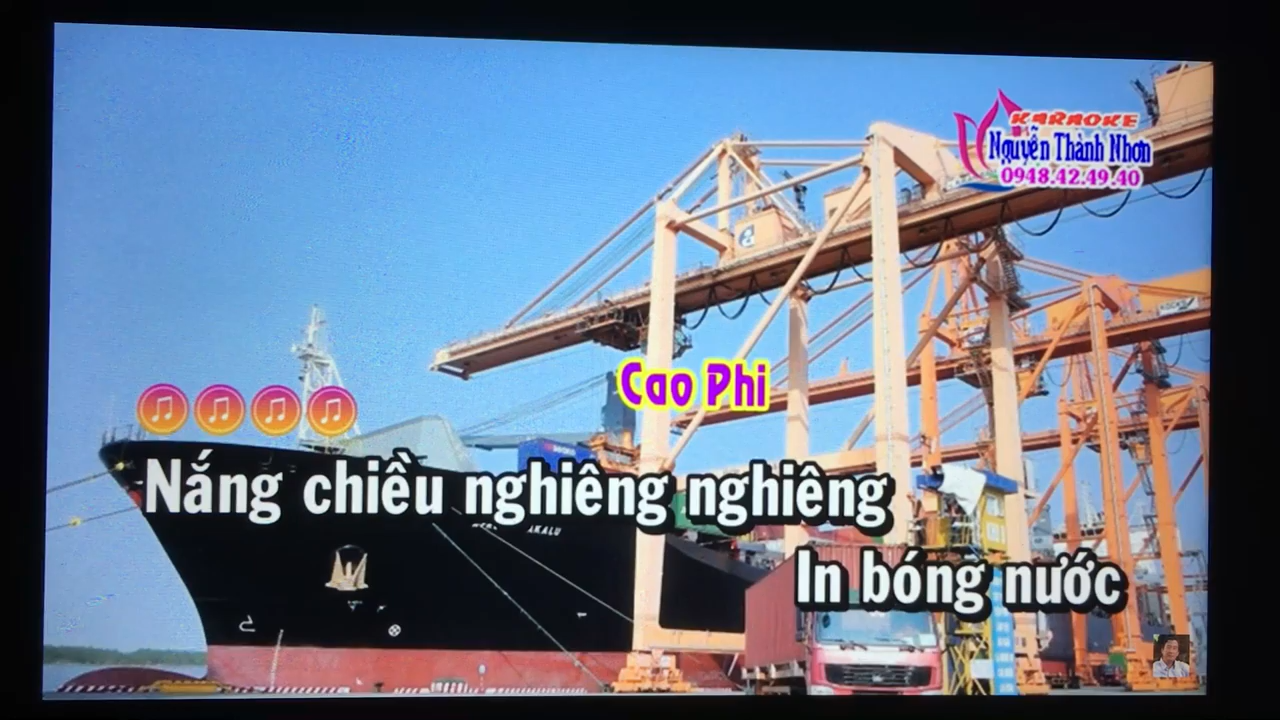 KARAOKE
Nguyễn Thành Nhơn
0948.42.49.40
Cao Phi
Nắng chiều nghiêng nghiêng
In bóng nước